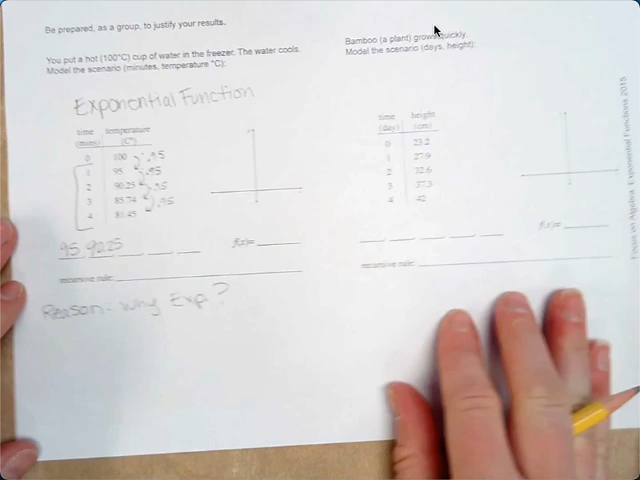 Be prepared, as a group, to justify your results.
You put a hot (100°C) cup of water in the freezer. The water cools.
Model the scenario (minutes, temperature °C):
Exponential Function
time temperature
(mins) (C°)
0 100 .95
1 95 .95
2 90.25 .95
3 85.74 .95
4 81.45
95, 90.25
f(x)=
recursive rule:
Reason: Why Exp?
Bamboo (a plant) grows quickly.
Model the scenario (days, height):
time height
(day) (cm)
0 23.2
1 27.9
2 32.6
3 37.3
4 42
f(x)=
recursive rule:
Focus on Algebra Exponential Functions 2015